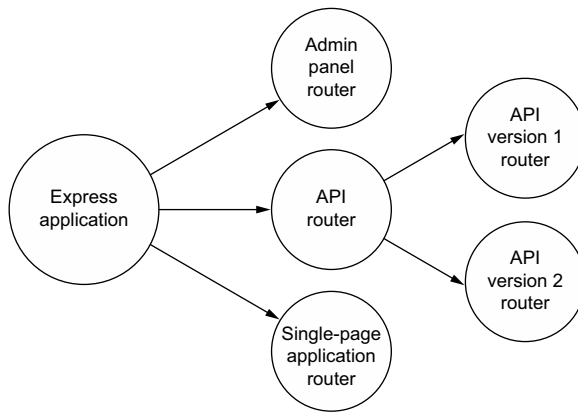 Express
application
Admin
panel
router
API
router
Single-page
application
router
API
version 1
router
API
version 2
router